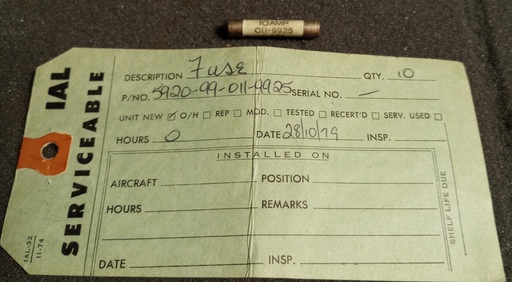 10AMP
011-9925
IAL
SERVICEABLE
IAL-32
11-74
DESCRIPTION Fuse QTY. 10
P/NO. 5920-99-011-9925 SERIAL NO. —
UNIT NEW ☑ O/H ☐ REP ☐ MOD. ☐ TESTED ☐ RECERT'D ☐ SERV. USED ☐
HOURS 0 DATE 28/10/79 INSP.
INSTALLED ON
AIRCRAFT POSITION
HOURS REMARKS
DATE INSP.
SHELF LIFE DUE